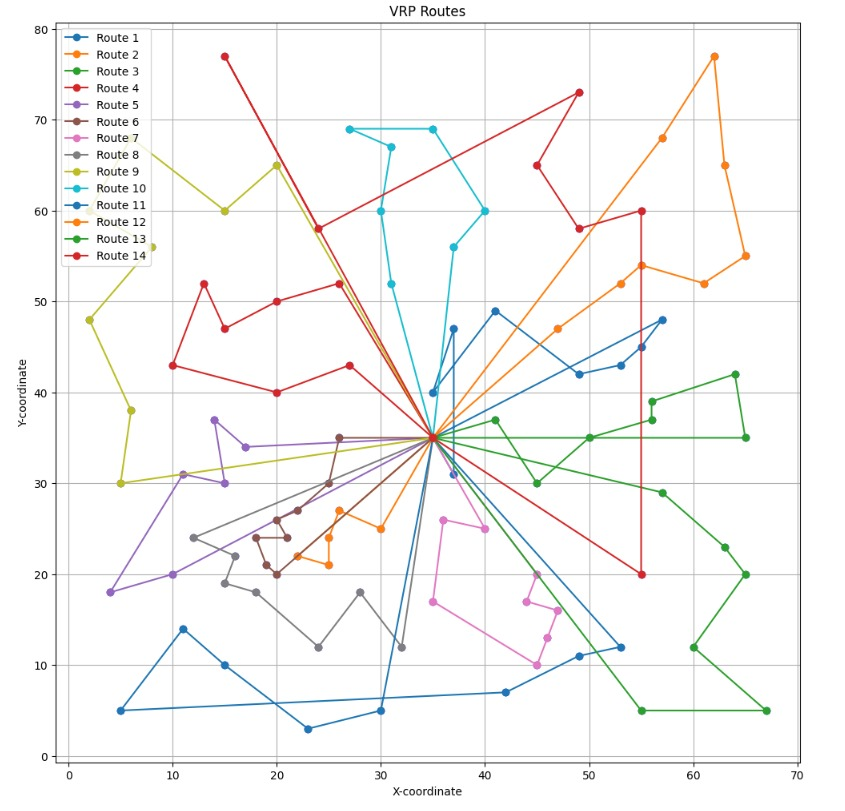 VRP Routes
Route 1
Route 2
Route 3
Route 4
Route 5
Route 6
Route 7
Route 8
Route 9
Route 10
Route 11
Route 12
Route 13
Route 14
80
70
60
50
40
30
20
10
0
Y-coordinate
0 10 20 30 40 50 60 70
X-coordinate